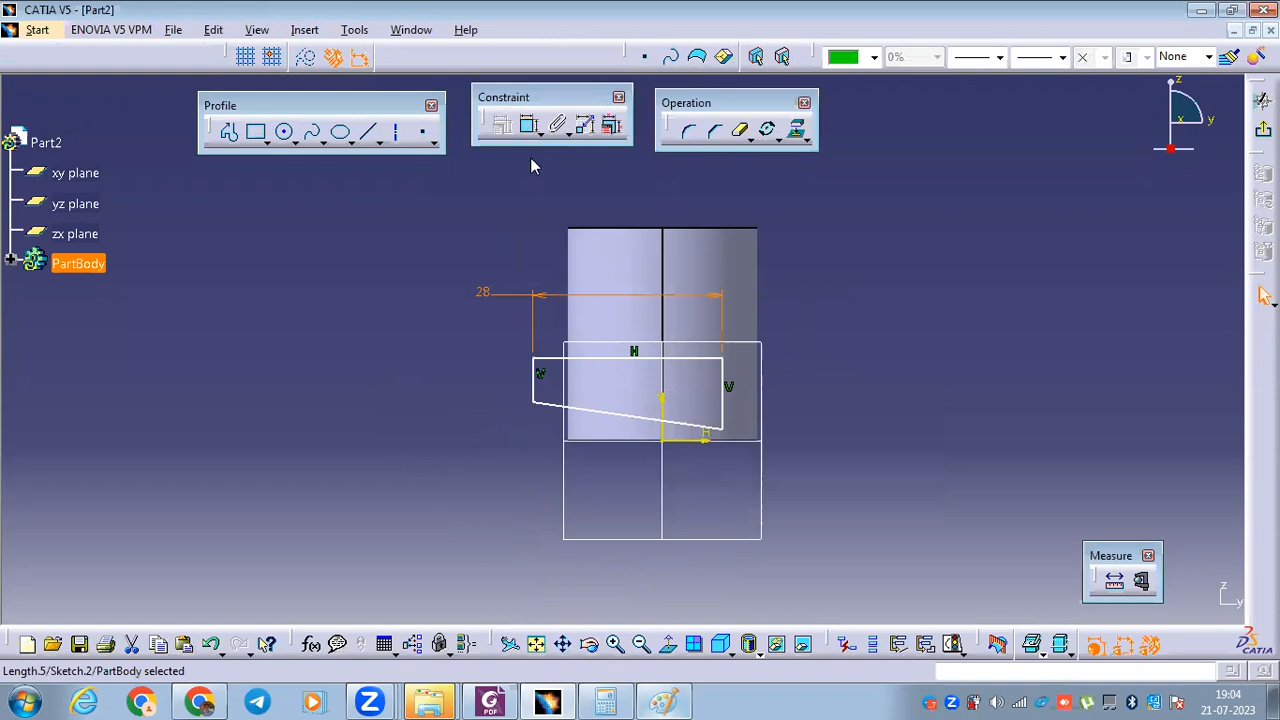 CATIA V5 - [Part2]
Start ENOVIA V5 VPM File Edit View Insert Tools Window Help
0% None
Profile
Constraint
Operation
Part2
xy plane
yz plane
zx plane
PartBody
z
x y
28
H
V
V
H
Measure
z
y
f(x)
CATIA
Length.5/Sketch.2/PartBody selected
PDF
19:04
21-07-2023